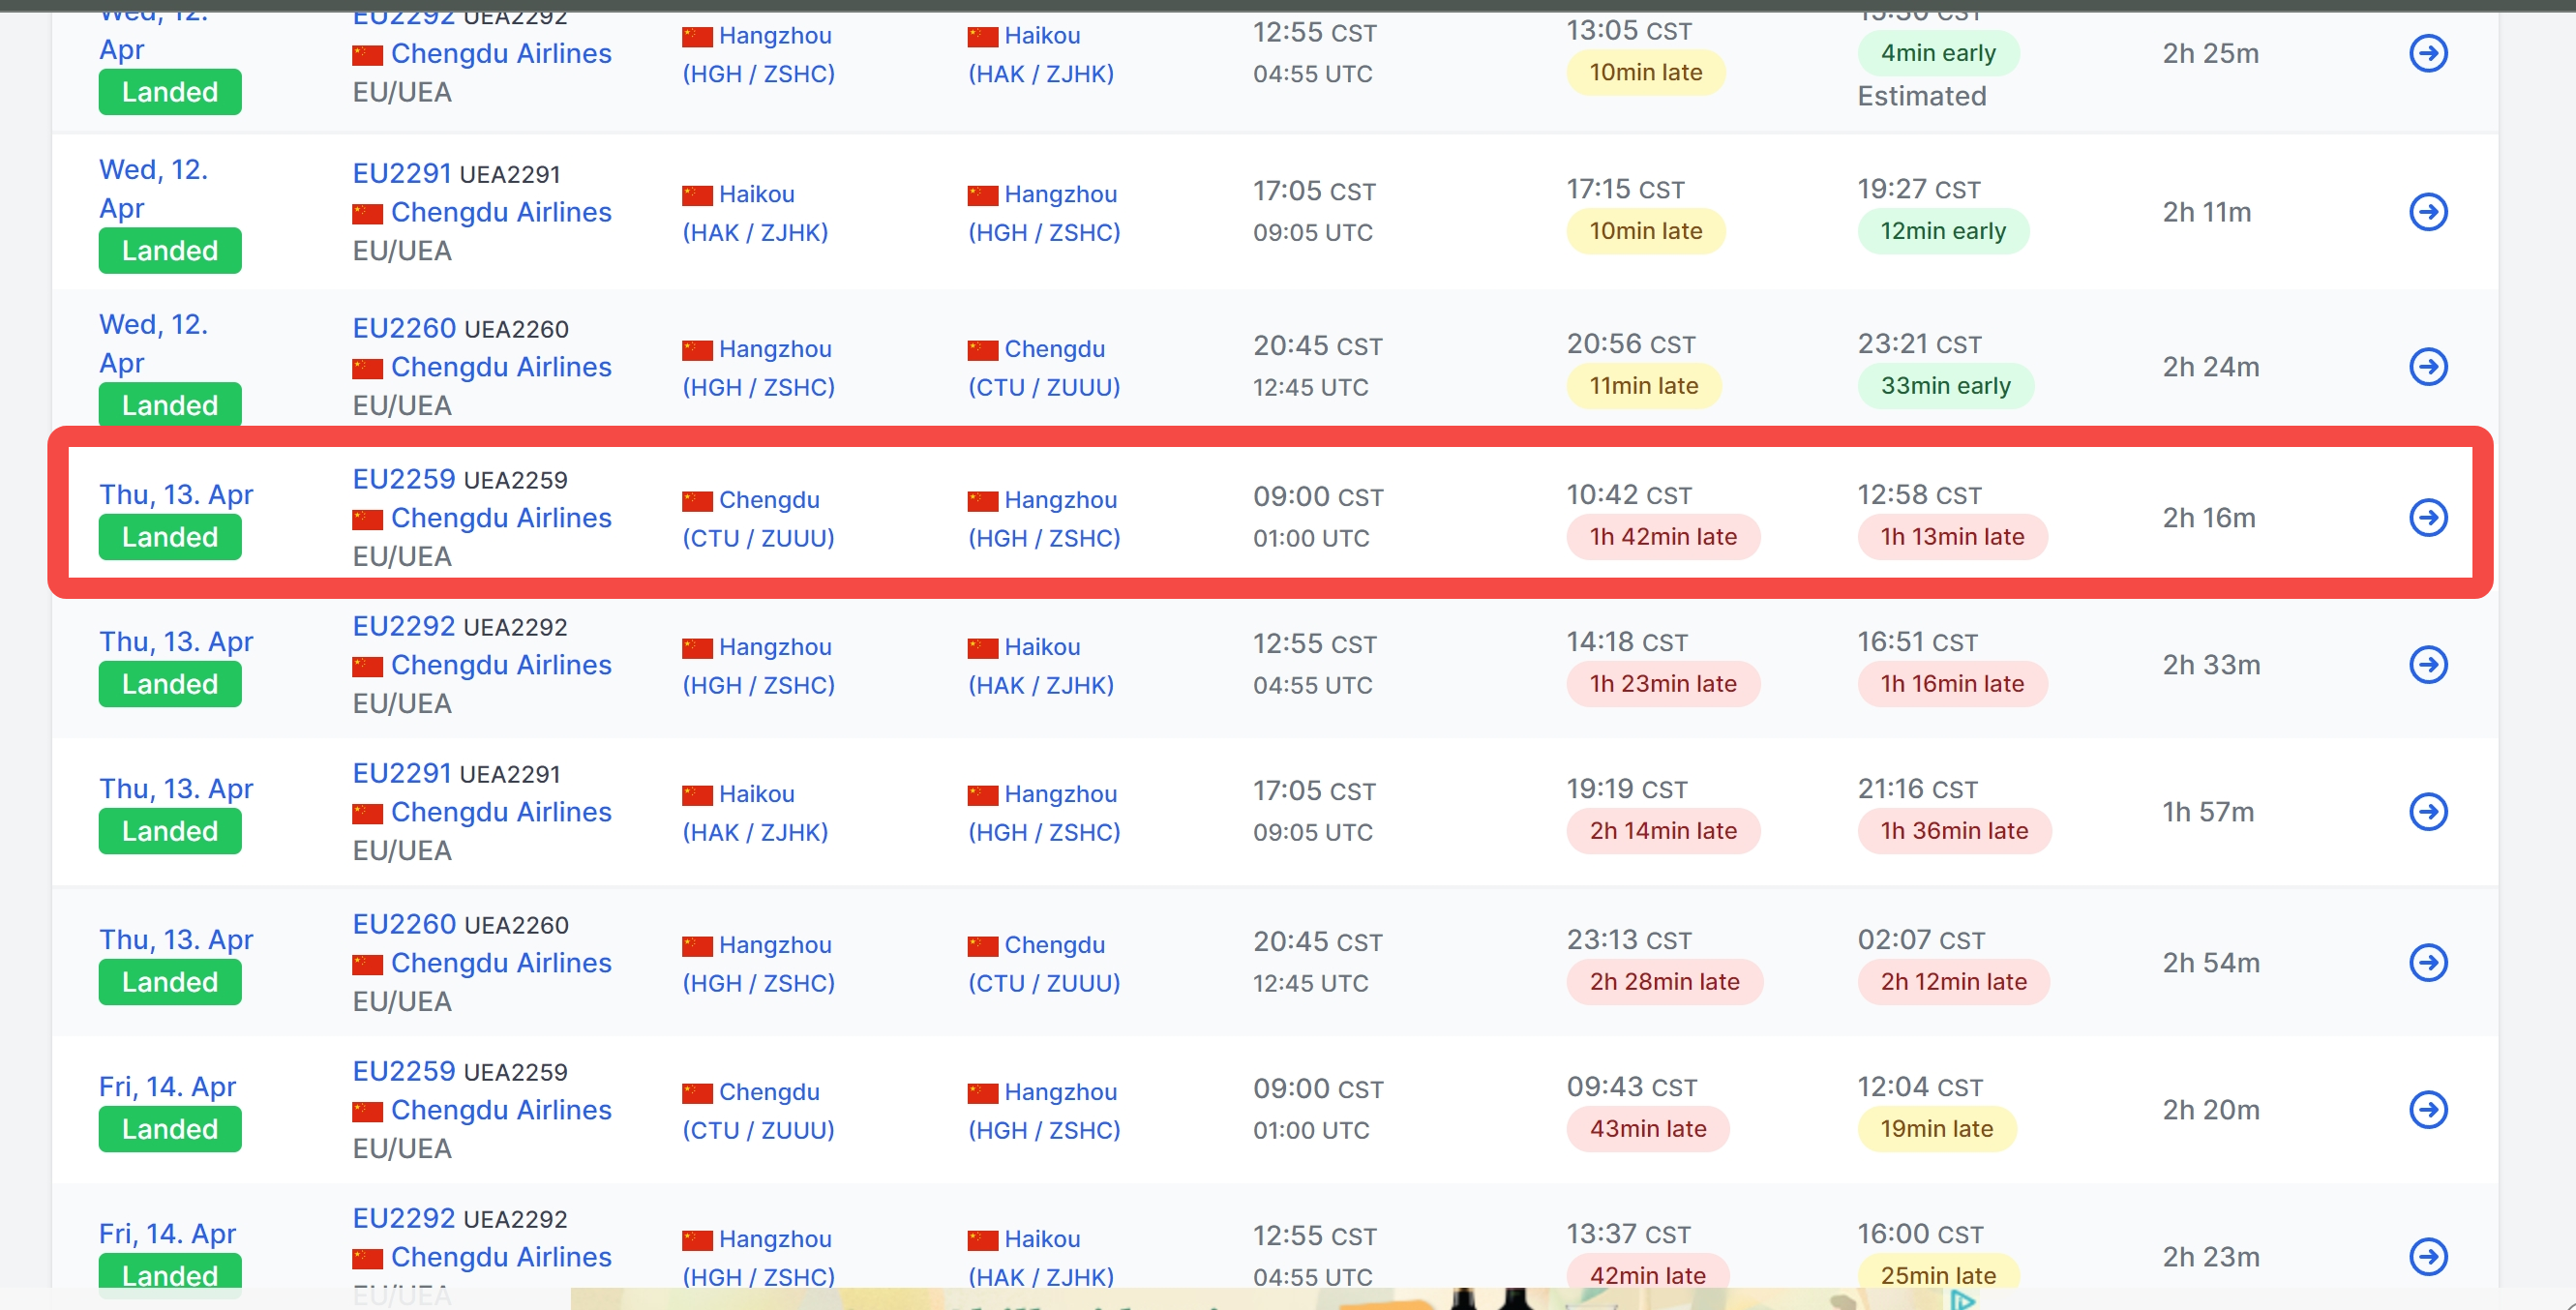 Wed, 12. EU2292 UEA2292 Hangzhou Haikou 12:55 CST 13:05 CST
Apr Chengdu Airlines (HGH / ZSHC) (HAK / ZJHK) 04:55 UTC 10min late 4min early 2h 25m
Landed EU/UEA Estimated
Wed, 12. EU2291 UEA2291 Haikou Hangzhou 17:05 CST 17:15 CST 19:27 CST
Apr Chengdu Airlines (HAK / ZJHK) (HGH / ZSHC) 09:05 UTC 10min late 12min early 2h 11m
Landed EU/UEA
Wed, 12. EU2260 UEA2260 Hangzhou Chengdu 20:45 CST 20:56 CST 23:21 CST
Apr Chengdu Airlines (HGH / ZSHC) (CTU / ZUUU) 12:45 UTC 11min late 33min early 2h 24m
Landed EU/UEA
Thu, 13. Apr EU2259 UEA2259 Chengdu Hangzhou 09:00 CST 10:42 CST 12:58 CST
Landed Chengdu Airlines (CTU / ZUUU) (HGH / ZSHC) 01:00 UTC 1h 42min late 1h 13min late 2h 16m
EU/UEA
Thu, 13. Apr EU2292 UEA2292 Hangzhou Haikou 12:55 CST 14:18 CST 16:51 CST
Landed Chengdu Airlines (HGH / ZSHC) (HAK / ZJHK) 04:55 UTC 1h 23min late 1h 16min late 2h 33m
EU/UEA
Thu, 13. Apr EU2291 UEA2291 Haikou Hangzhou 17:05 CST 19:19 CST 21:16 CST
Landed Chengdu Airlines (HAK / ZJHK) (HGH / ZSHC) 09:05 UTC 2h 14min late 1h 36min late 1h 57m
EU/UEA
Thu, 13. Apr EU2260 UEA2260 Hangzhou Chengdu 20:45 CST 23:13 CST 02:07 CST
Landed Chengdu Airlines (HGH / ZSHC) (CTU / ZUUU) 12:45 UTC 2h 28min late 2h 12min late 2h 54m
EU/UEA
Fri, 14. Apr EU2259 UEA2259 Chengdu Hangzhou 09:00 CST 09:43 CST 12:04 CST
Landed Chengdu Airlines (CTU / ZUUU) (HGH / ZSHC) 01:00 UTC 43min late 19min late 2h 20m
EU/UEA
Fri, 14. Apr EU2292 UEA2292 Hangzhou Haikou 12:55 CST 13:37 CST 16:00 CST
Landed Chengdu Airlines (HGH / ZSHC) (HAK / ZJHK) 04:55 UTC 42min late 25min late 2h 23m
EU/UEA